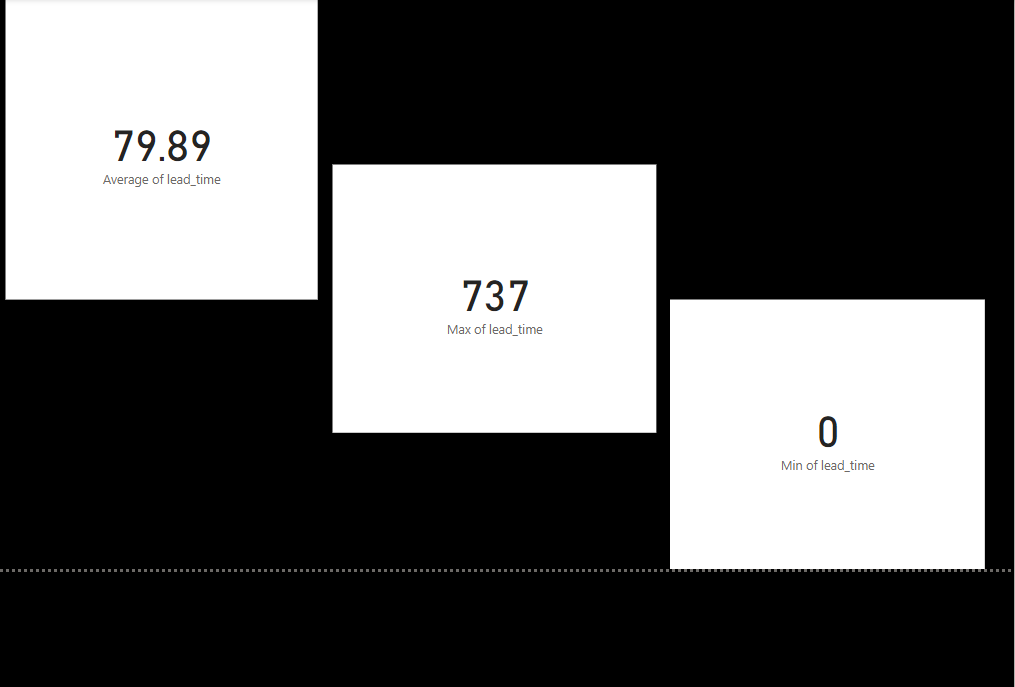 79.89
Average of lead_time
737
Max of lead_time
0
Min of lead_time